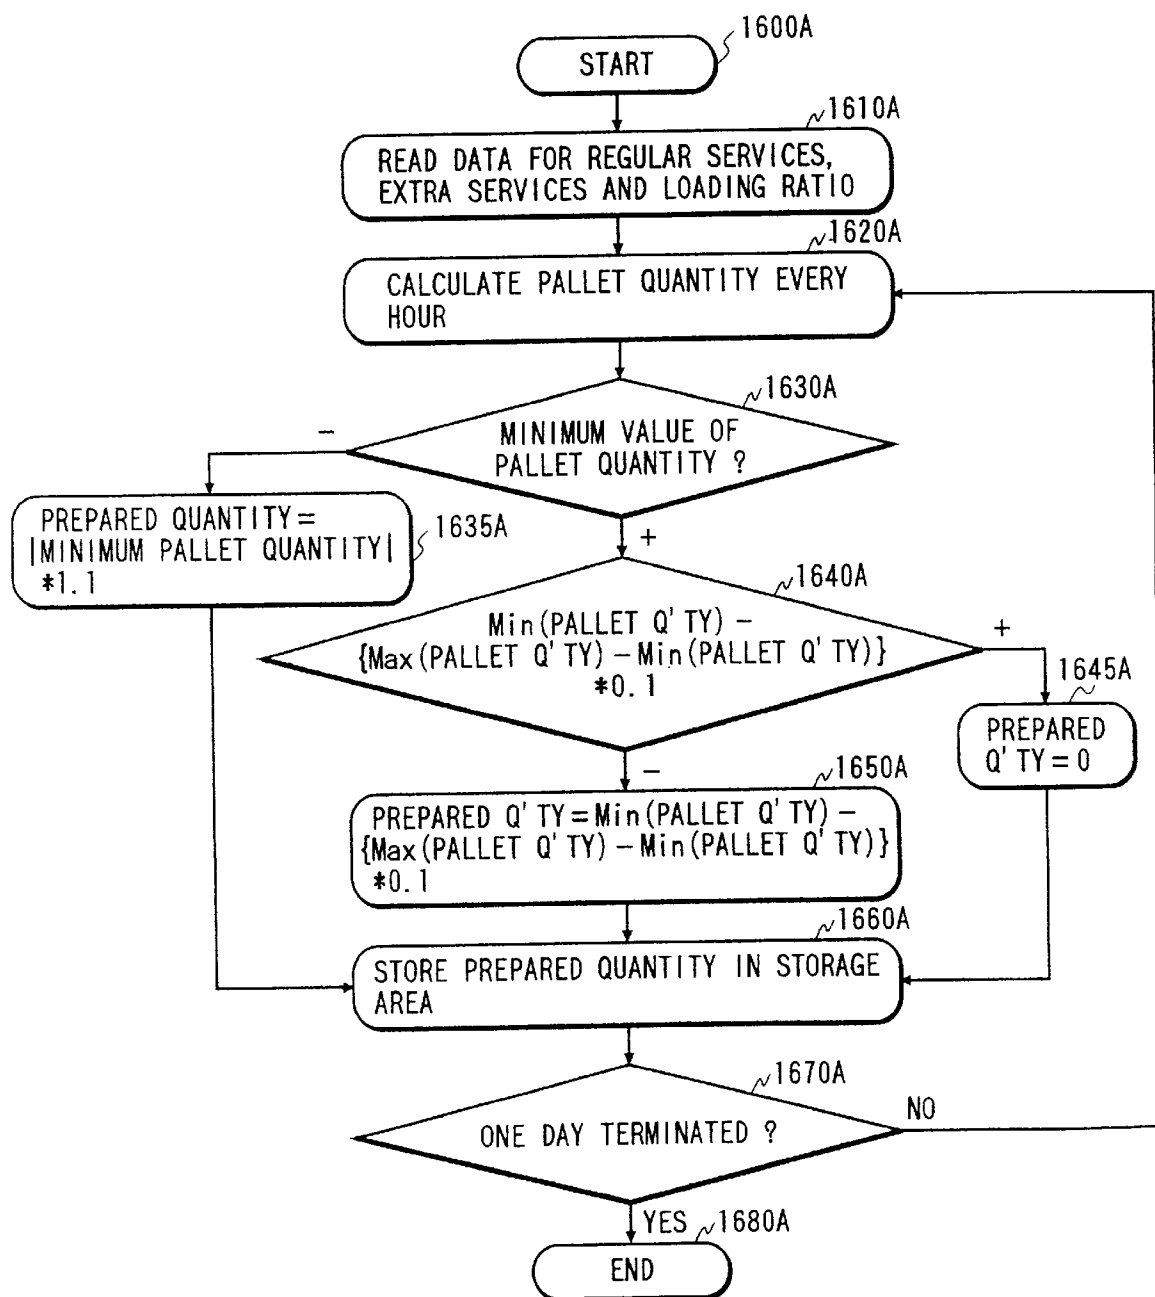 1600A
START
1610A
READ DATA FOR REGULAR SERVICES,
EXTRA SERVICES AND LOADING RATIO
1620A
CALCULATE PALLET QUANTITY EVERY
HOUR
1630A
MINIMUM VALUE OF
PALLET QUANTITY ?
-
+
PREPARED QUANTITY=
|MINIMUM PALLET QUANTITY|
*1.1
1635A
1640A
Min(PALLET Q'TY)-
{Max(PALLET Q'TY)-Min(PALLET Q'TY)}
*0.1
+
-
1645A
PREPARED
Q'TY=0
1650A
PREPARED Q'TY=Min(PALLET Q'TY)-
{Max(PALLET Q'TY)-Min(PALLET Q'TY)}
*0.1
1660A
STORE PREPARED QUANTITY IN STORAGE
AREA
1670A
ONE DAY TERMINATED ?
NO
YES
1680A
END